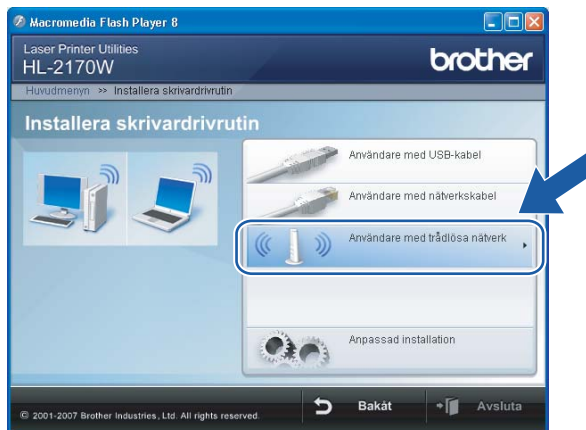 Macromedia Flash Player 8
Laser Printer Utilities
HL-2170W
brother
Huvudmenyn >> Installera skrivardrivrutin
Installera skrivardrivrutin
Användare med USB-kabel
Användare med nätverkskabel
Användare med trådlösa nätverk
Anpassad installation
© 2001-2007 Brother Industries, Ltd. All rights reserved.
Bakåt
Avsluta